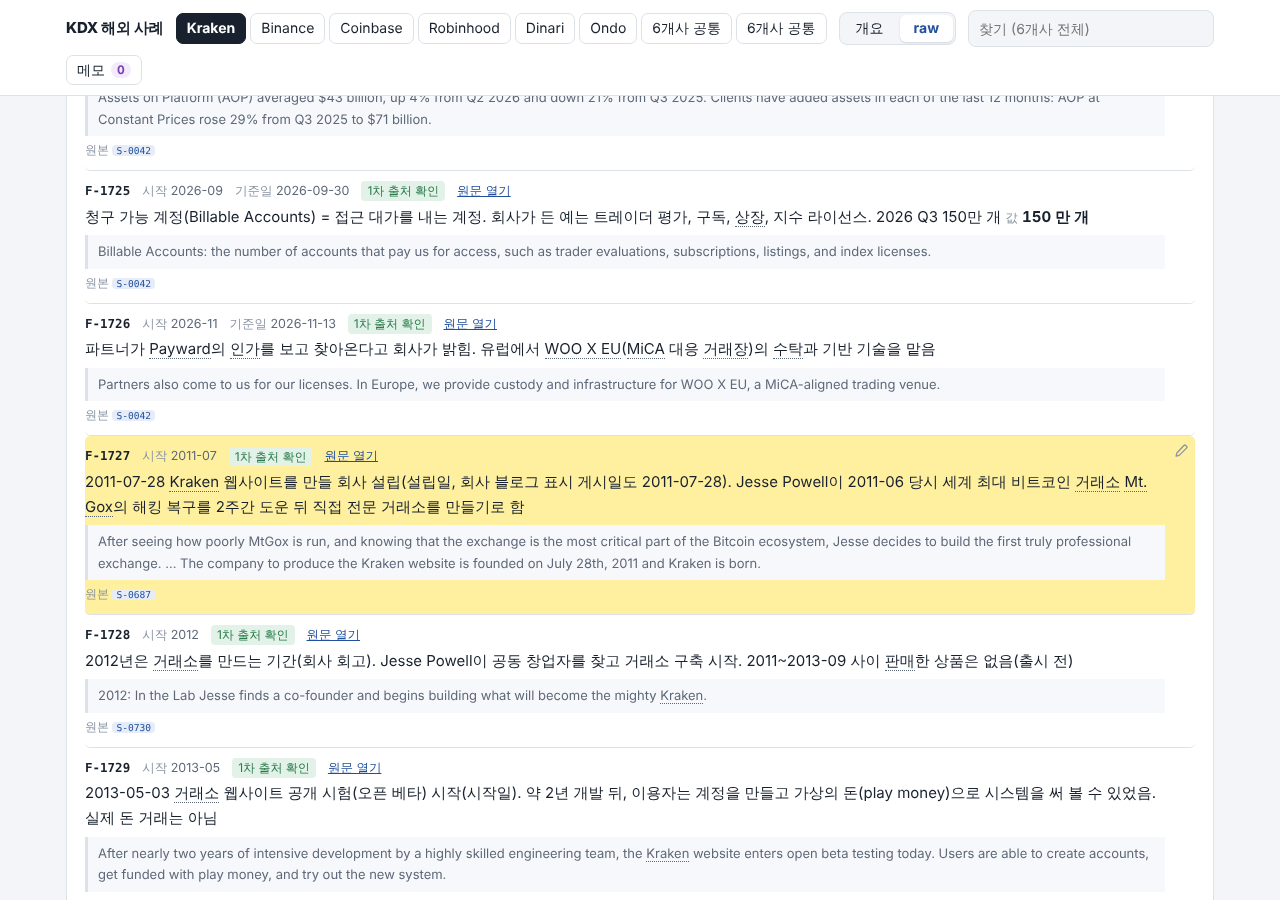 KDX 해외 사례 Kraken Binance Coinbase Robinhood Dinari Ondo 6개사 공통 6개사 공통 개요 raw 찾기 (6개사 전체)
메모 0
Assets on Platform (AOP) averaged $43 billion, up 4% from Q2 2026 and down 21% from Q3 2025. Clients have added assets in each of the last 12 months: AOP at
Constant Prices rose 29% from Q3 2025 to $71 billion.
원본 S-0042
F-1725 시작 2026-09 기준일 2026-09-30 1차 출처 확인 원문 열기
청구 가능 계정(Billable Accounts) = 접근 대가를 내는 계정. 회사가 든 예는 트레이더 평가, 구독, 상장, 지수 라이선스. 2026 Q3 150만 개 값 150 만 개
Billable Accounts: the number of accounts that pay us for access, such as trader evaluations, subscriptions, listings, and index licenses.
원본 S-0042
F-1726 시작 2026-11 기준일 2026-11-13 1차 출처 확인 원문 열기
파트너가 Payward의 인가를 보고 찾아온다고 회사가 밝힘. 유럽에서 WOO X EU(MiCA 대응 거래장)의 수탁과 기반 기술을 맡음
Partners also come to us for our licenses. In Europe, we provide custody and infrastructure for WOO X EU, a MiCA-aligned trading venue.
원본 S-0042
F-1727 시작 2011-07 1차 출처 확인 원문 열기
2011-07-28 Kraken 웹사이트를 만들 회사 설립(설립일, 회사 블로그 표시 게시일도 2011-07-28). Jesse Powell이 2011-06 당시 세계 최대 비트코인 거래소 Mt.
Gox의 해킹 복구를 2주간 도운 뒤 직접 전문 거래소를 만들기로 함
After seeing how poorly MtGox is run, and knowing that the exchange is the most critical part of the Bitcoin ecosystem, Jesse decides to build the first truly professional
exchange. ... The company to produce the Kraken website is founded on July 28th, 2011 and Kraken is born.
원본 S-0687
F-1728 시작 2012 1차 출처 확인 원문 열기
2012년은 거래소를 만드는 기간(회사 회고). Jesse Powell이 공동 창업자를 찾고 거래소 구축 시작. 2011~2013-09 사이 판매한 상품은 없음(출시 전)
2012: In the Lab Jesse finds a co-founder and begins building what will become the mighty Kraken.
원본 S-0730
F-1729 시작 2013-05 1차 출처 확인 원문 열기
2013-05-03 거래소 웹사이트 공개 시험(오픈 베타) 시작(시작일). 약 2년 개발 뒤, 이용자는 계정을 만들고 가상의 돈(play money)으로 시스템을 써 볼 수 있었음.
실제 돈 거래는 아님
After nearly two years of intensive development by a highly skilled engineering team, the Kraken website enters open beta testing today. Users are able to create accounts,
get funded with play money, and try out the new system.